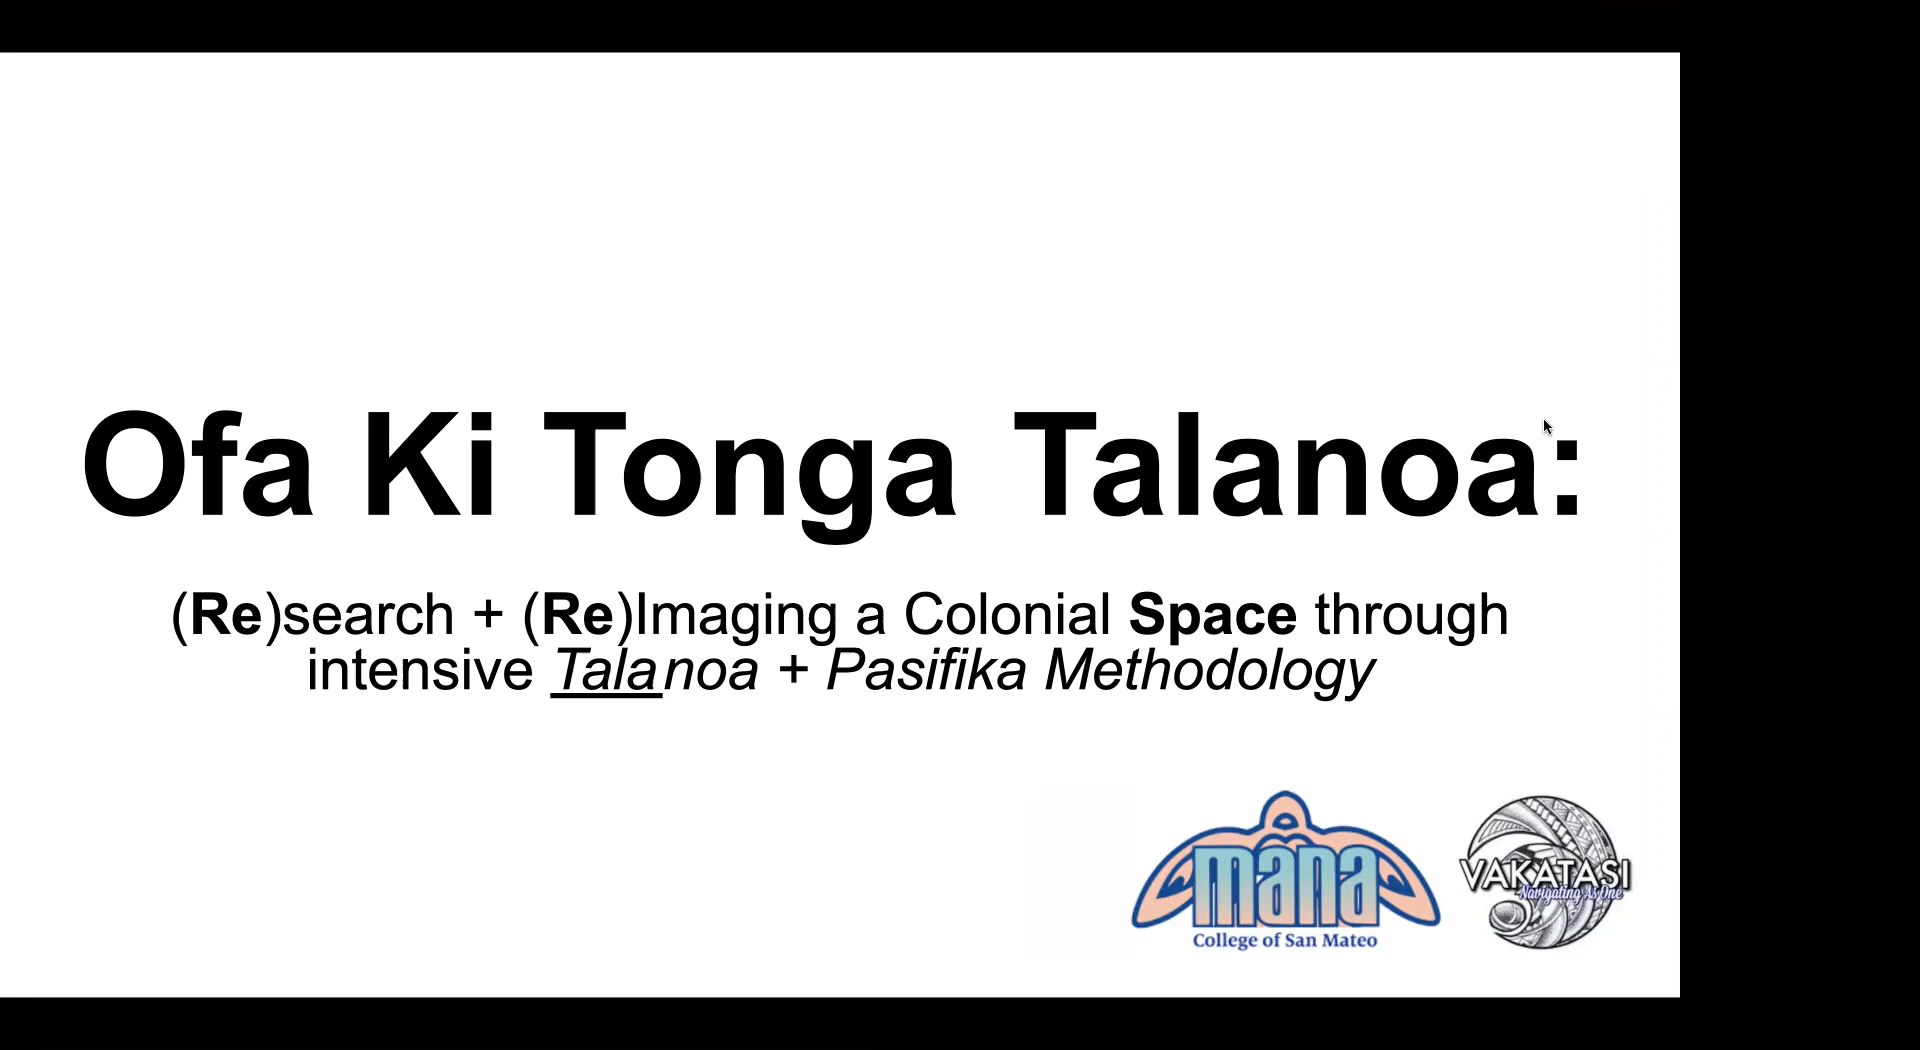 Ofa Ki Tonga Talanoa:
(Re)search + (Re)Imaging a Colonial Space through
intensive Talanoa + Pasifika Methodology
mana
College of San Mateo
VAKATASI
Navigating As One